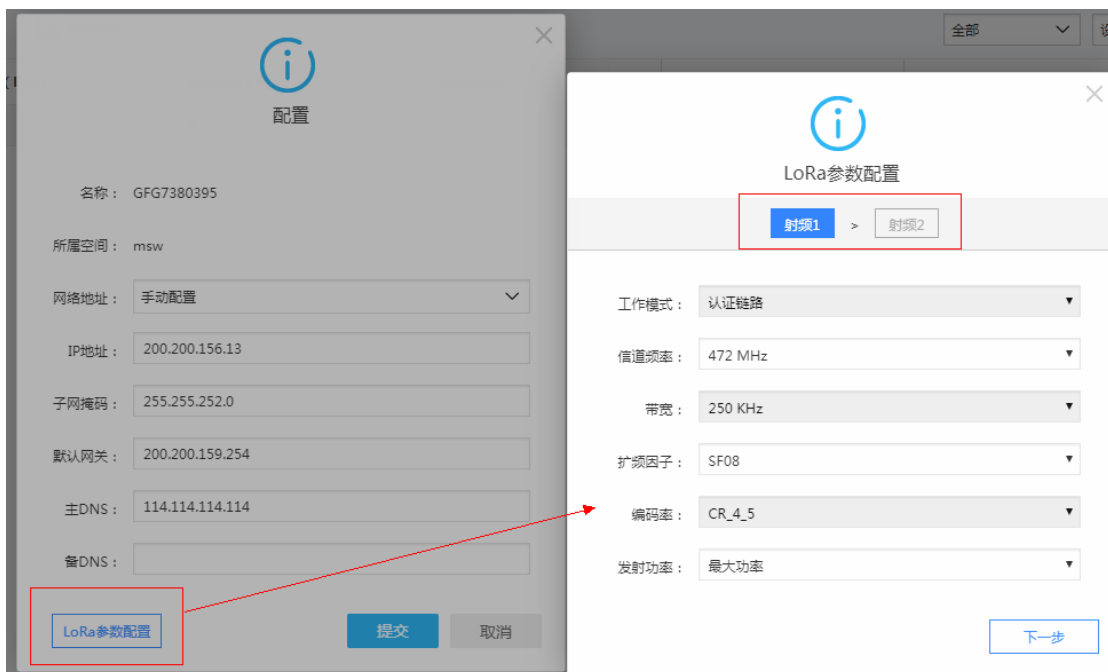 全部
配置
名称： GFG7380395
所属空间： msw
网络地址： 手动配置
IP地址： 200.200.156.13
子网掩码： 255.255.252.0
默认网关： 200.200.159.254
主DNS： 114.114.114.114
备DNS：
LoRa参数配置
提交
取消
LoRa参数配置
射频1 > 射频2
工作模式： 认证链路
信道频率： 472 MHz
带宽： 250 KHz
扩频因子： SF08
编码率： CR_4_5
发射功率： 最大功率
下一步